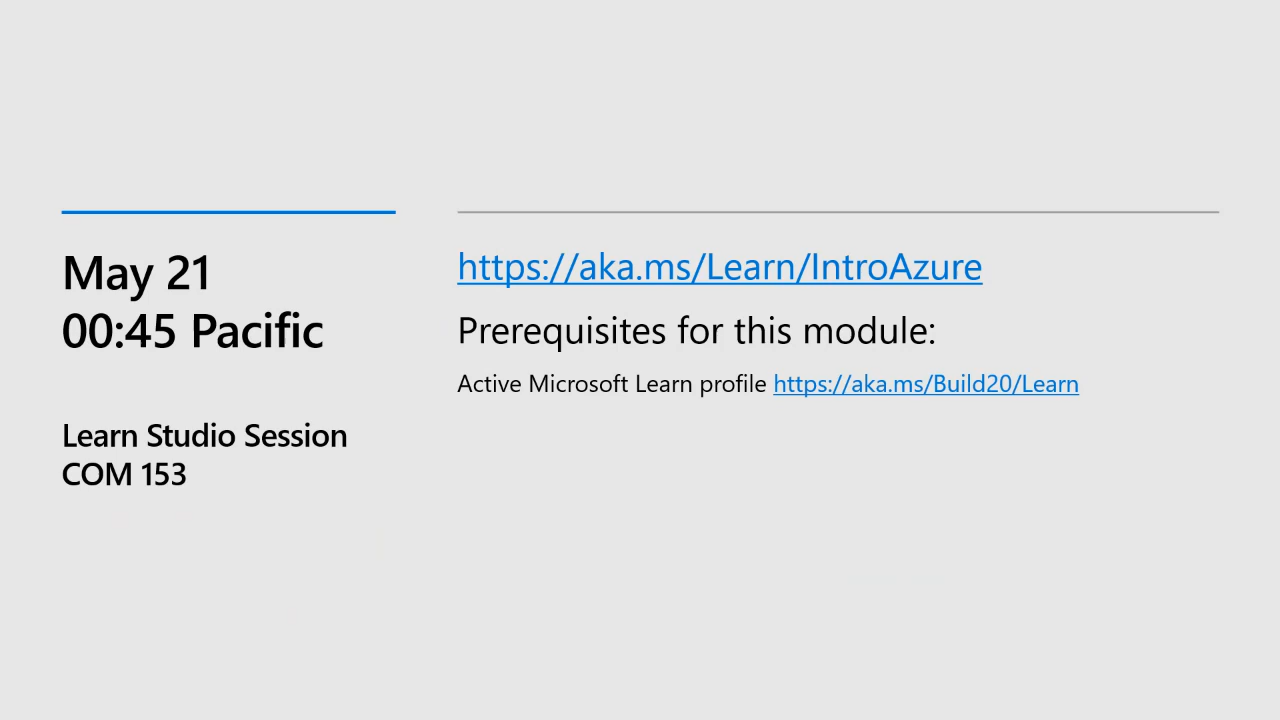 May 21
00:45 Pacific
Learn Studio Session
COM 153
https://aka.ms/Learn/IntroAzure
Prerequisites for this module:
Active Microsoft Learn profile https://aka.ms/Build20/Learn